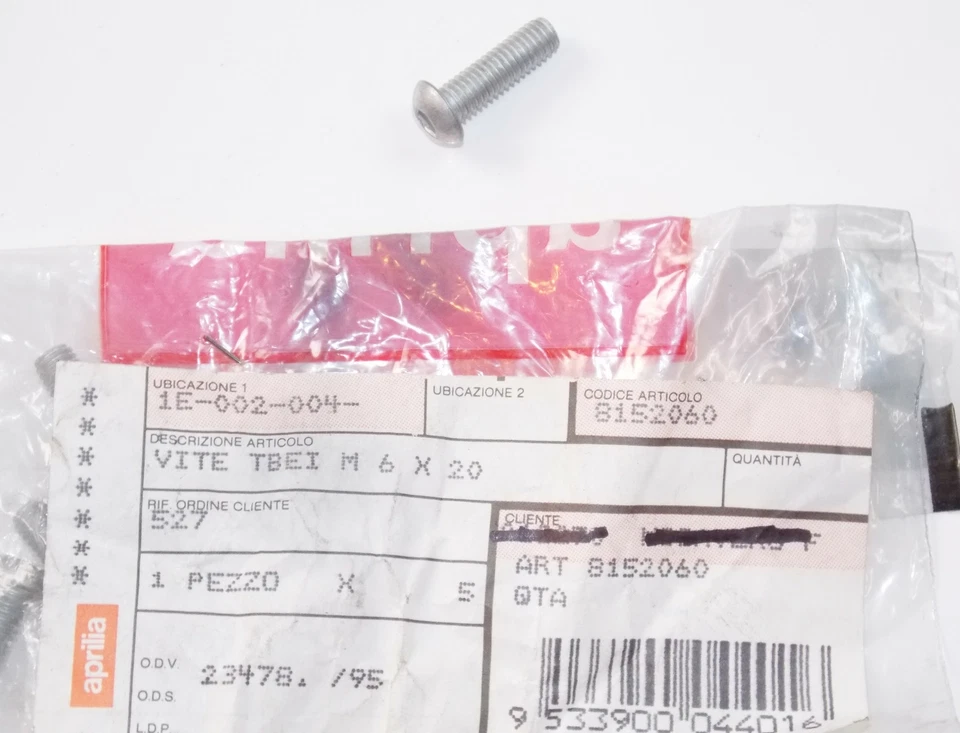 aprilia
UBICAZIONE 1
1E-002-004-
UBICAZIONE 2
CODICE ARTICOLO
8152060
DESCRIZIONE ARTICOLO
VITE TBEI M 6 X 20
QUANTITÀ
RIF. ORDINE CLIENTE
527
CLIENTE
1 PEZZO X 5
ART 8152060
QTA
aprilia
O.D.V. 23478. /95
O.D.S.
L.D.P.
9 533900 044016